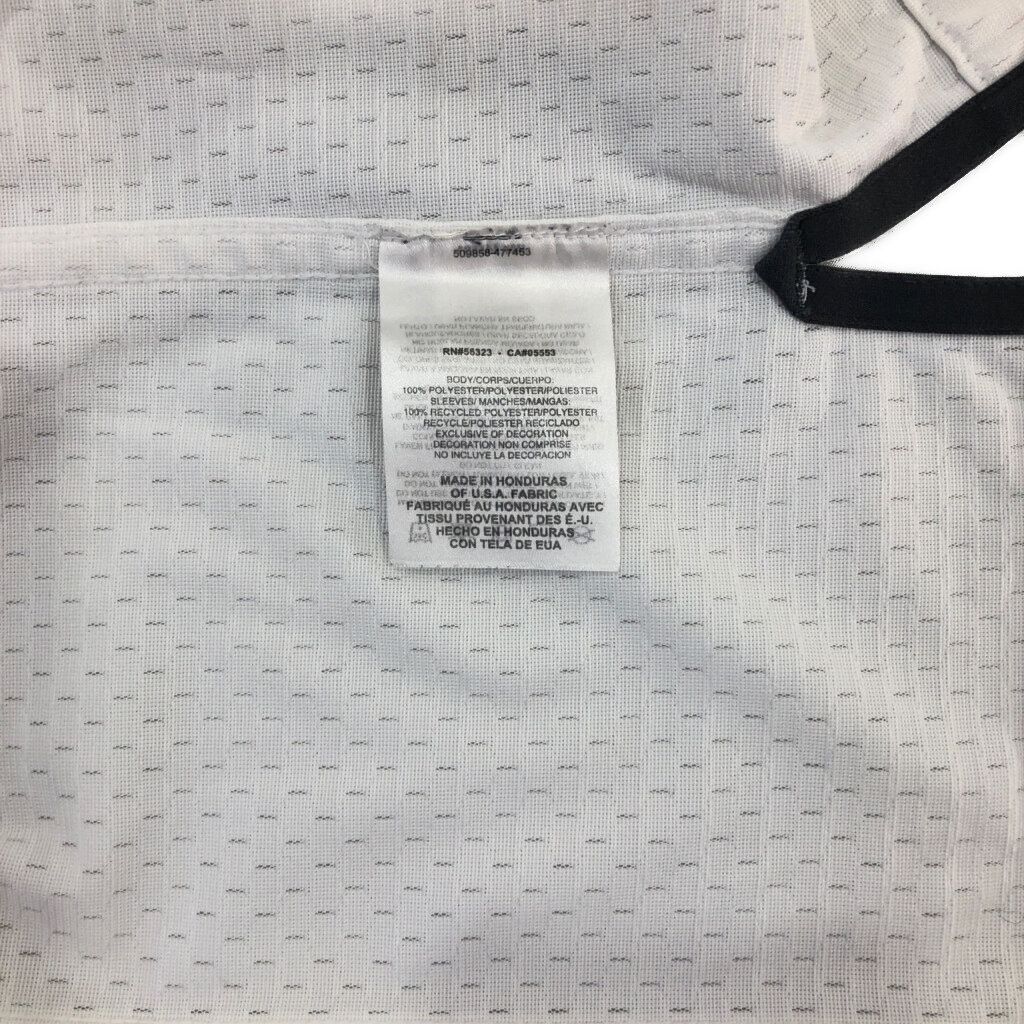 509858-477453
RN#56323 - CA#05553
BODY/CORPS/CUERPO:
100% POLYESTER/POLYESTER/POLIESTER
SLEEVES/ MANCHES/MANGAS:
100% RECYCLED POLYESTER/POLYESTER
RECYCLE/POLIESTER RECICLADO
EXCLUSIVE OF DECORATION
DECORATION NON COMPRISE
NO INCLUYE LA DECORACION
MADE IN HONDURAS
OF U.S.A. FABRIC
FABRIQUÉ AU HONDURAS AVEC
TISSU PROVENANT DES É.-U.
HECHO EN HONDURAS
CON TELA DE EUA